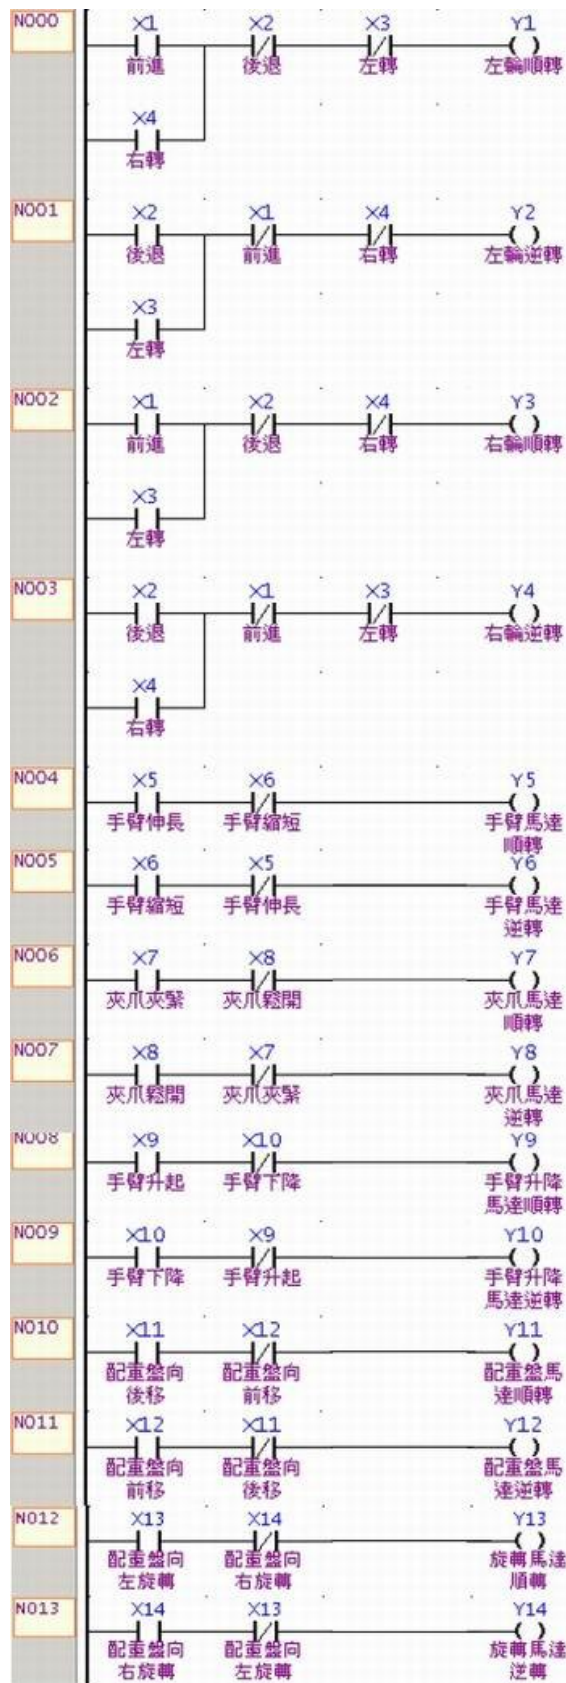 N000 X1 X2 X3 Y1
前進 後退 左轉 左輪順轉
X4
右轉
N001 X2 X1 X4 Y2
後退 前進 右轉 左輪逆轉
X3
左轉
N002 X1 X2 X4 Y3
前進 後退 右轉 右輪順轉
X3
左轉
N003 X2 X1 X3 Y4
後退 前進 左轉 右輪逆轉
X4
右轉
N004 X5 X6 Y5
手臂伸長 手臂縮短 手臂馬達
順轉
N005 X6 X5 Y6
手臂縮短 手臂伸長 手臂馬達
逆轉
N006 X7 X8 Y7
夾爪夾緊 夾爪鬆開 夾爪馬達
順轉
N007 X8 X7 Y8
夾爪鬆開 夾爪夾緊 夾爪馬達
逆轉
N008 X9 X10 Y9
手臂升起 手臂下降 手臂升降
馬達順轉
N009 X10 X9 Y10
手臂下降 手臂升起 手臂升降
馬達逆轉
N010 X11 X12 Y11
配重盤向 配重盤向 配重盤馬
後移 前移 達順轉
N011 X12 X11 Y12
配重盤向 配重盤向 配重盤馬
前移 後移 達逆轉
N012 X13 X14 Y13
配重盤向 配重盤向 旋轉馬達
左旋轉 右旋轉 順轉
N013 X14 X13 Y14
配重盤向 配重盤向 旋轉馬達
右旋轉 左旋轉 逆轉